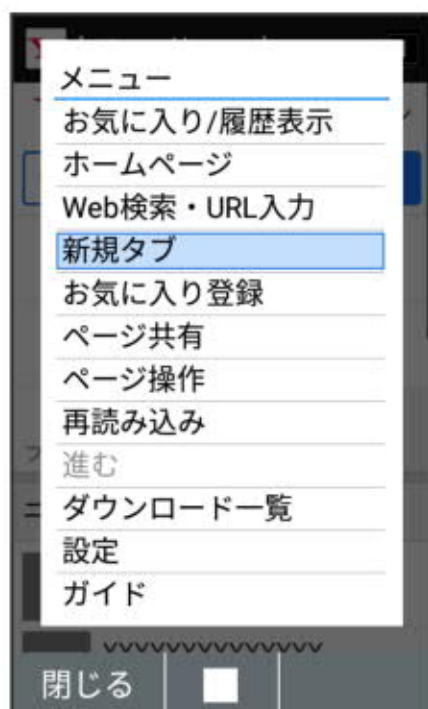 メニュー
お気に入り/履歴表示
ホームページ
Web検索・URL入力
新規タブ
お気に入り登録
ページ共有
ページ操作
再読み込み
進む
ダウンロード一覧
設定
ガイド
閉じる